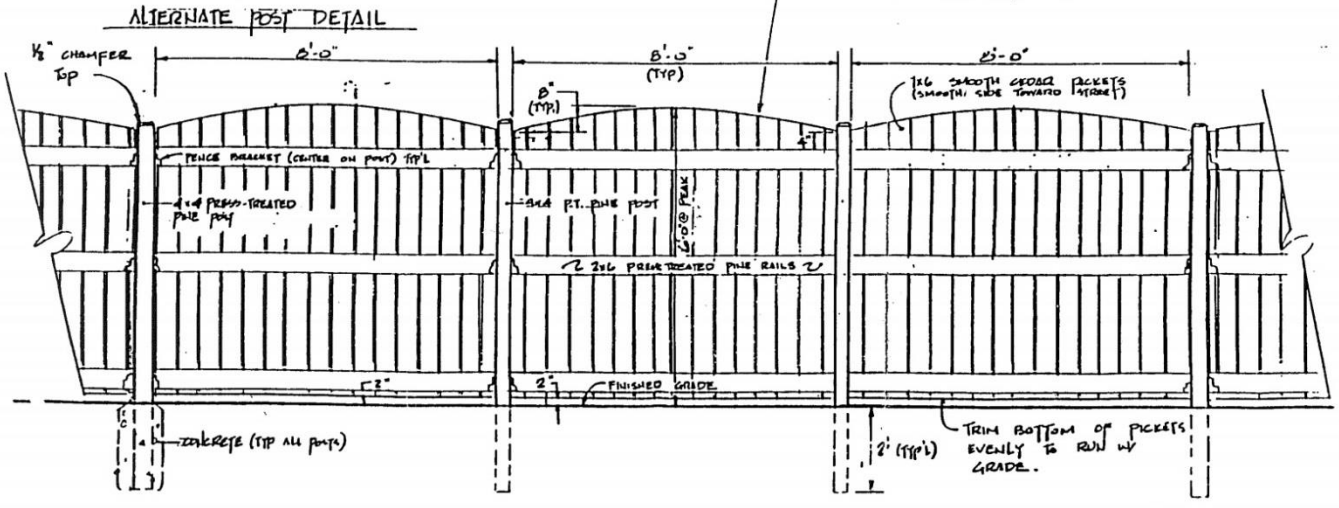 ALTERNATE POST DETAIL
1/2" CHAMFER
TOP
8'-0"
8'-0"
(TYP)
8'-0"
8"
(TYP.)
1x6 SMOOTH CEDAR PICKETS
(SMOOTH SIDE TOWARD STREET)
4"
FENCE BRACKET (CENTER ON POST) TYP'L
4x4 PRESS-TREATED
PINE POST
4x4 P.T. PINE POST
6'-0" @ PEAK
2x6 PRESS TREATED PINE RAILS
2"
2"
FINISHED GRADE
CONCRETE (TYP ALL POSTS)
2' (TYP'L)
TRIM BOTTOM OF PICKETS
EVENLY TO RUN W/
GRADE.